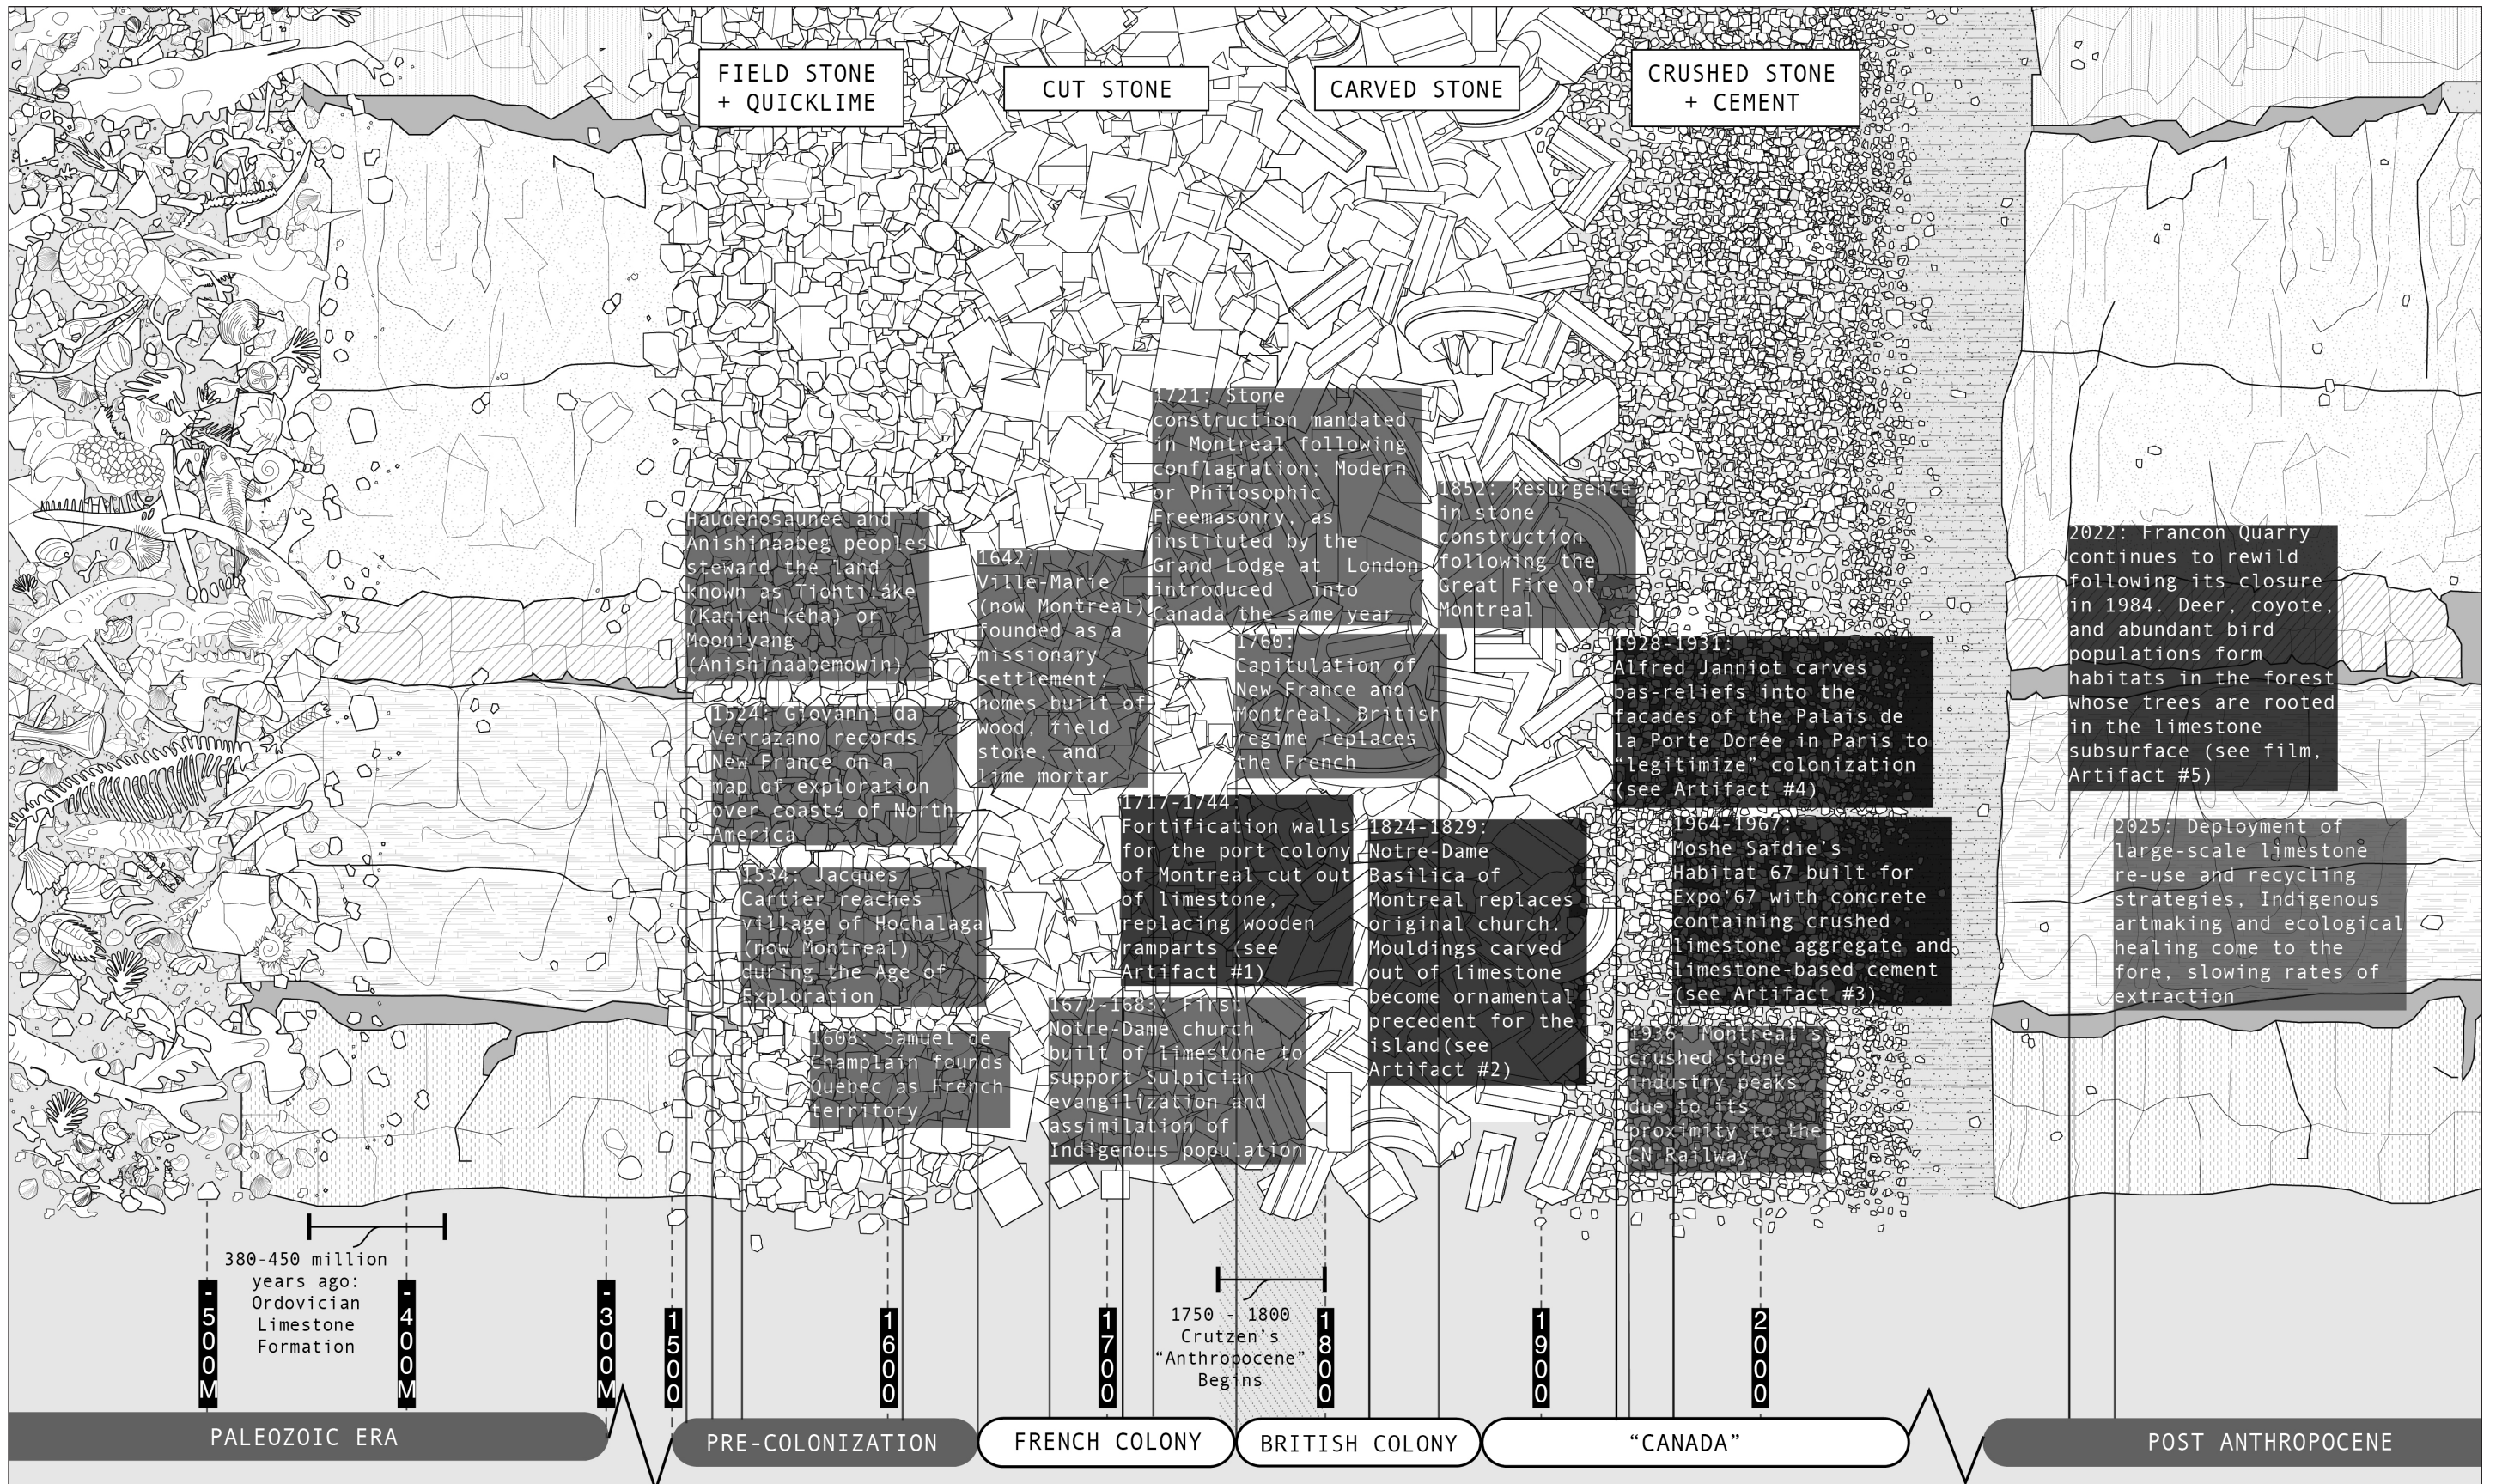 FIELD STONE
+ QUICKLIME
CUT STONE
CARVED STONE
CRUSHED STONE
+ CEMENT
Haudenosaunee and
Anishinaabeg peoples
steward the land
known as Tiohti:áke
(Kanien'kéha) or
Mooniyang
(Anishinaabemowin)
1524: Giovanni da
Verrazano records
New France on a
map of exploration
over coasts of North
America
1534: Jacques
Cartier reaches
village of Hochalaga
(now Montreal)
during the Age of
Exploration
1608: Samuel de
Champlain founds
Quebec as French
territory
1642:
Ville-Marie
(now Montreal)
founded as a
missionary
settlement;
homes built of
wood, field
stone, and
lime mortar
1672-1683: First
Notre-Dame church
built of limestone to
support Sulpician
evangilization and
assimilation of
Indigenous population
1717-1744:
Fortification walls
for the port colony
of Montreal cut out
of limestone,
replacing wooden
ramparts (see
Artifact #1)
1721: Stone
construction mandated
in Montreal following
conflagration; Modern
or Philosophic
Freemasonry, as
instituted by the
Grand Lodge at London
introduced into
Canada the same year
1760:
Capitulation of
New France and
Montreal, British
regime replaces
the French
1824-1829:
Notre-Dame
Basilica of
Montreal replaces
original church.
Mouldings carved
out of limestone
become ornamental
precedent for the
island(see
Artifact #2)
1852: Resurgence
in stone
construction
following the
Great Fire of
Montreal
1928-1931:
Alfred Janniot carves
bas-reliefs into the
facades of the Palais de
la Porte Dorée in Paris to
“legitimize” colonization
(see Artifact #4)
1964-1967:
Moshe Safdie’s
Habitat 67 built for
Expo'67 with concrete
containing crushed
limestone aggregate and
limestone-based cement
(see Artifact #3)
1936: Montreal's
crushed stone
industry peaks
due to its
proximity to the
CN Railway
2022: Francon Quarry
continues to rewild
following its closure
in 1984. Deer, coyote,
and abundant bird
populations form
habitats in the forest
whose trees are rooted
in the limestone
subsurface (see film,
Artifact #5)
2025: Deployment of
large-scale limestone
re-use and recycling
strategies, Indigenous
artmaking and ecological
healing come to the
fore, slowing rates of
extraction
380-450 million
years ago:
Ordovician
Limestone
Formation
1750 - 1800
Crutzen’s
“Anthropocene”
Begins
-500M
-400M
-300M
1500
1600
1700
1800
1900
2000
PALEOZOIC ERA
PRE-COLONIZATION
FRENCH COLONY
BRITISH COLONY
“CANADA”
POST ANTHROPOCENE